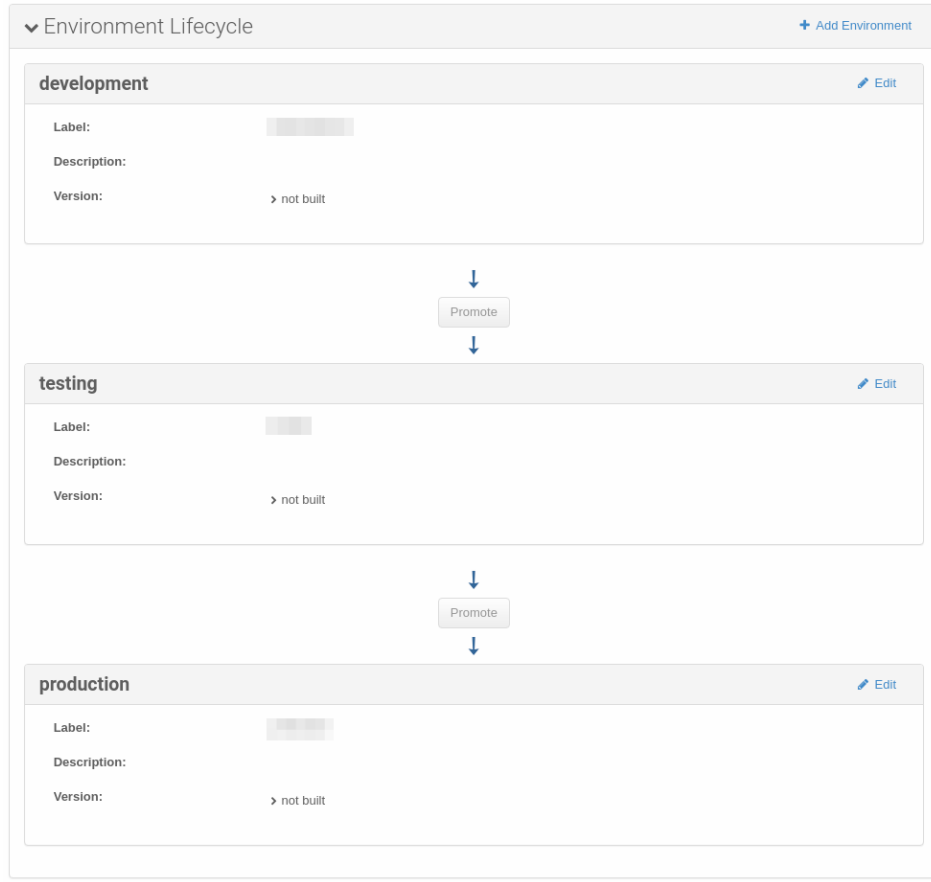 Environment Lifecycle
Add Environment
development
Edit
Label:
Description:
Version:
not built
Promote
testing
Edit
Label:
Description:
Version:
not built
Promote
production
Edit
Label:
Description:
Version:
not built